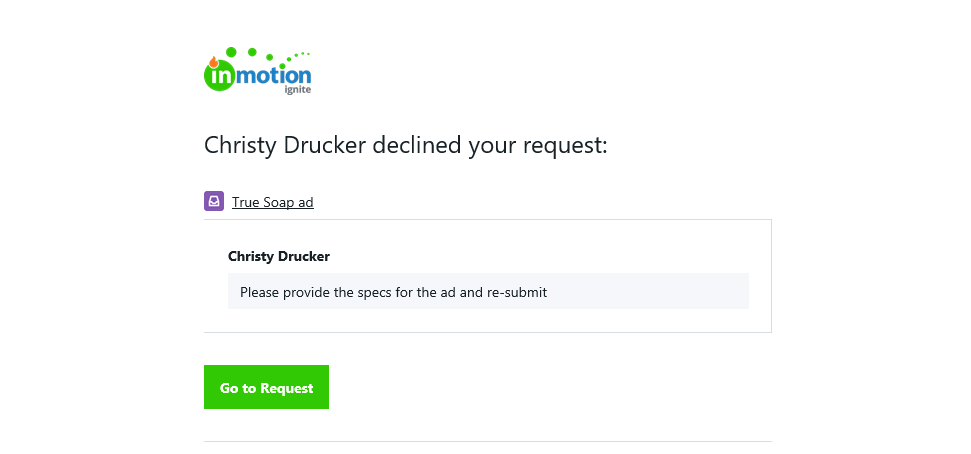 inmotion
ignite
Christy Drucker declined your request:
True Soap ad
Christy Drucker
Please provide the specs for the ad and re-submit
Go to Request